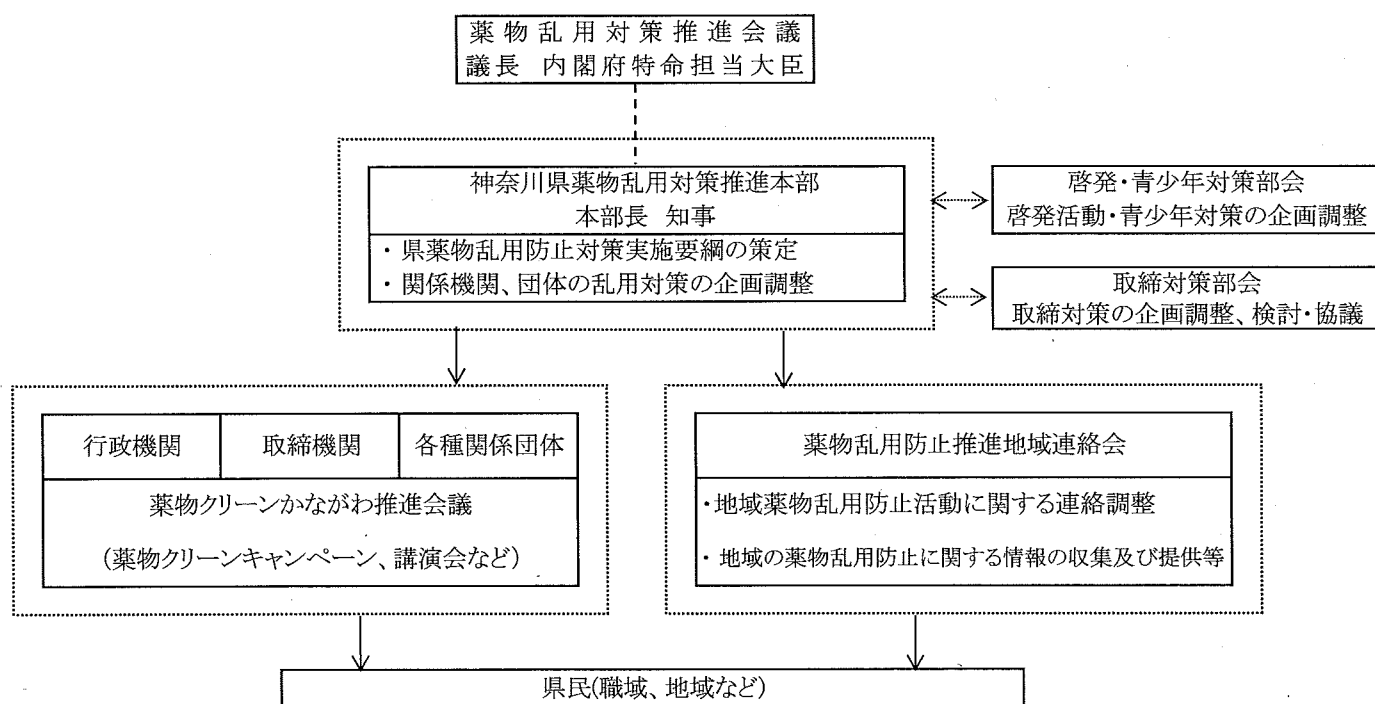 薬物乱用対策推進会議
議長 内閣府特命担当大臣
神奈川県薬物乱用対策推進本部
本部長 知事
・県薬物乱用防止対策実施要綱の策定
・関係機関、団体の乱用対策の企画調整
啓発・青少年対策部会
啓発活動・青少年対策の企画調整
取締対策部会
取締対策の企画調整、検討・協議
行政機関
取締機関
各種関係団体
薬物クリーンかながわ推進会議
(薬物クリーンキャンペーン、講演会など)
薬物乱用防止推進地域連絡会
・地域薬物乱用防止活動に関する連絡調整
・地域の薬物乱用防止に関する情報の収集及び提供等
県民(職域、地域など)